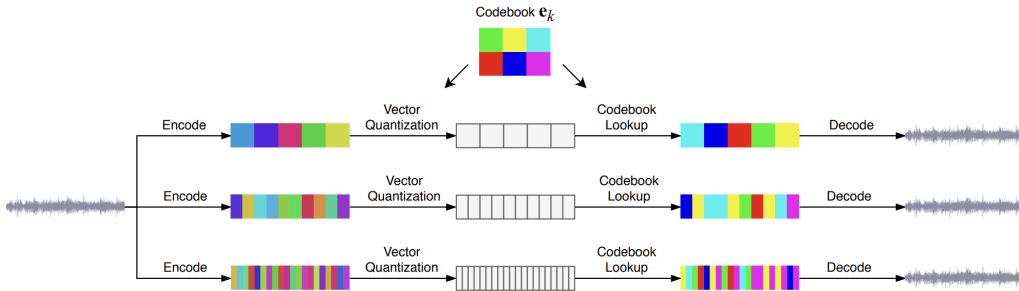 Codebook e_k
Encode
Vector
Quantization
Codebook
Lookup
Decode
Encode
Vector
Quantization
Codebook
Lookup
Decode
Encode
Vector
Quantization
Codebook
Lookup
Decode